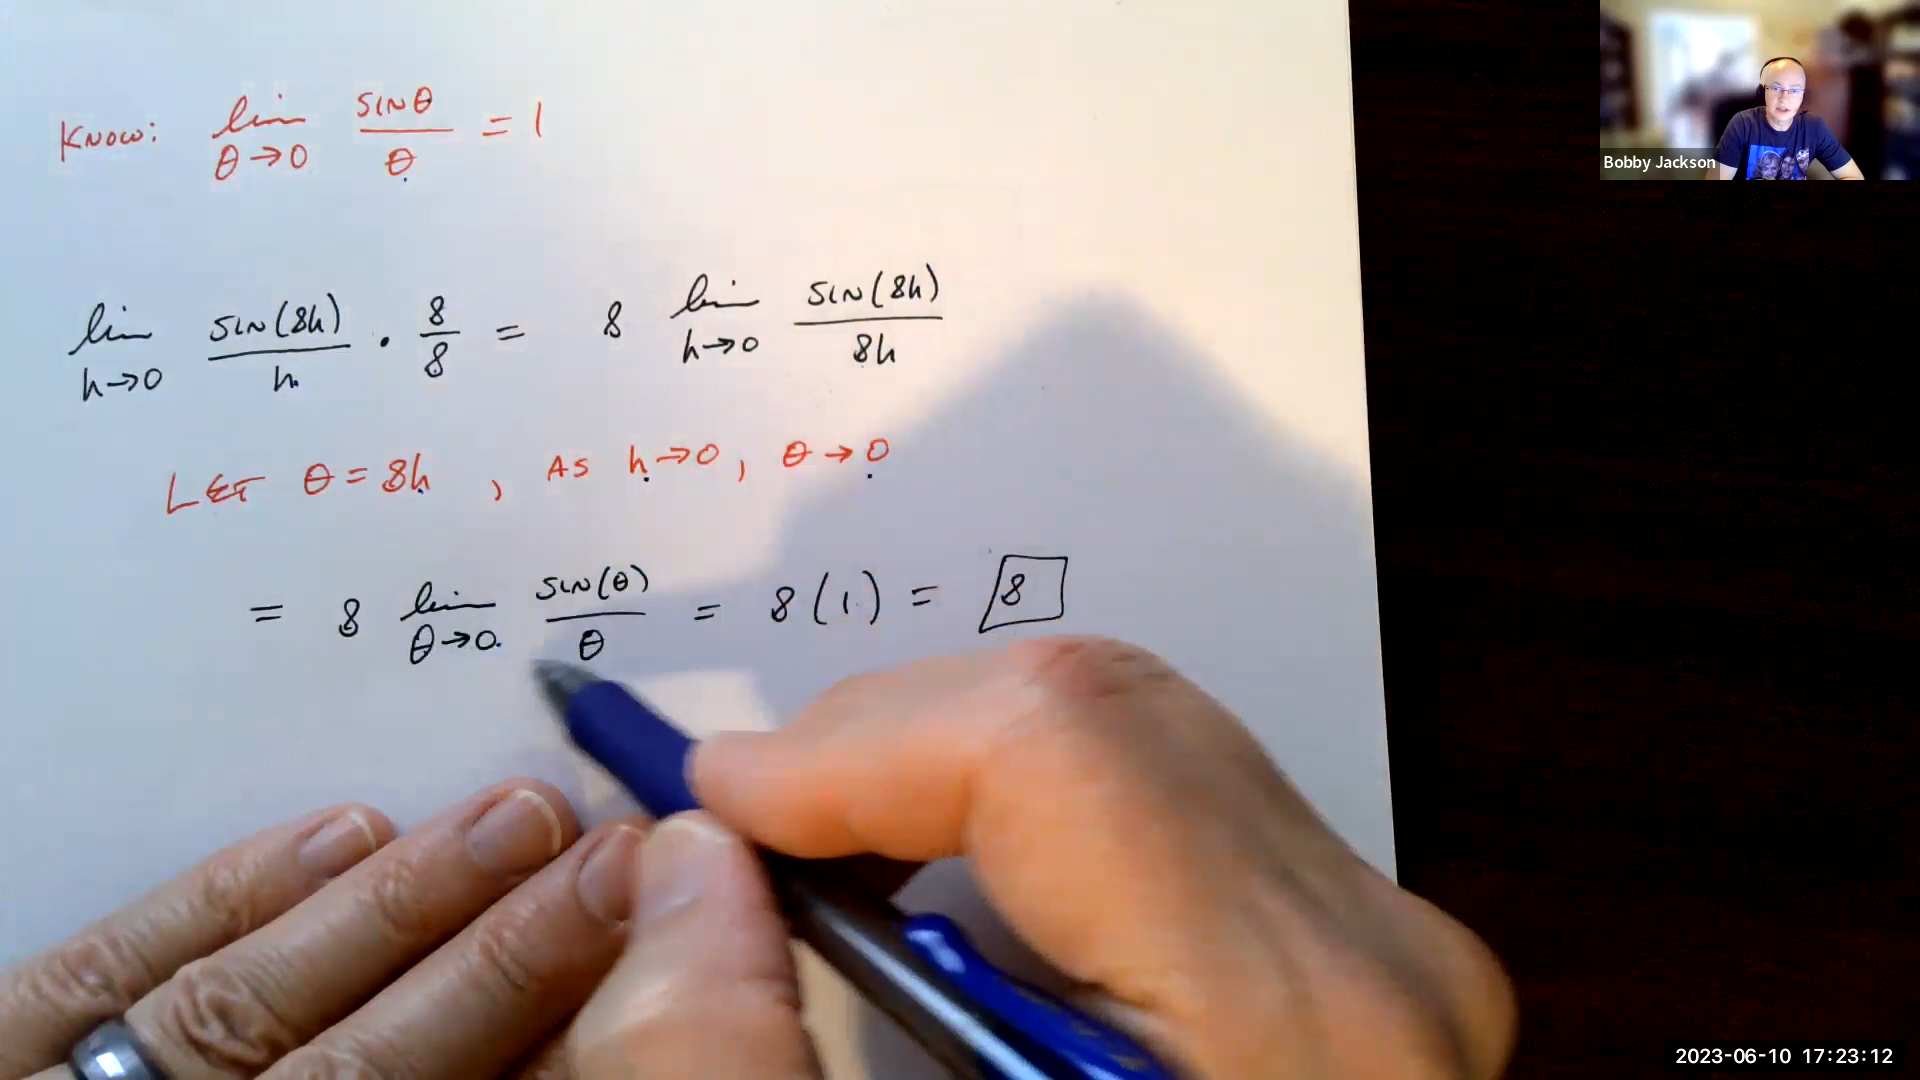 KNOW: lim θ→0 sinθ/θ = 1
lim h→0 sin(8h)/h · 8/8 = 8 lim h→0 sin(8h)/8h
LET θ = 8h , AS h→0, θ→0
= 8 lim θ→0 sin(θ)/θ = 8(1) = 8
Bobby Jackson
2023-06-10 17:23:12